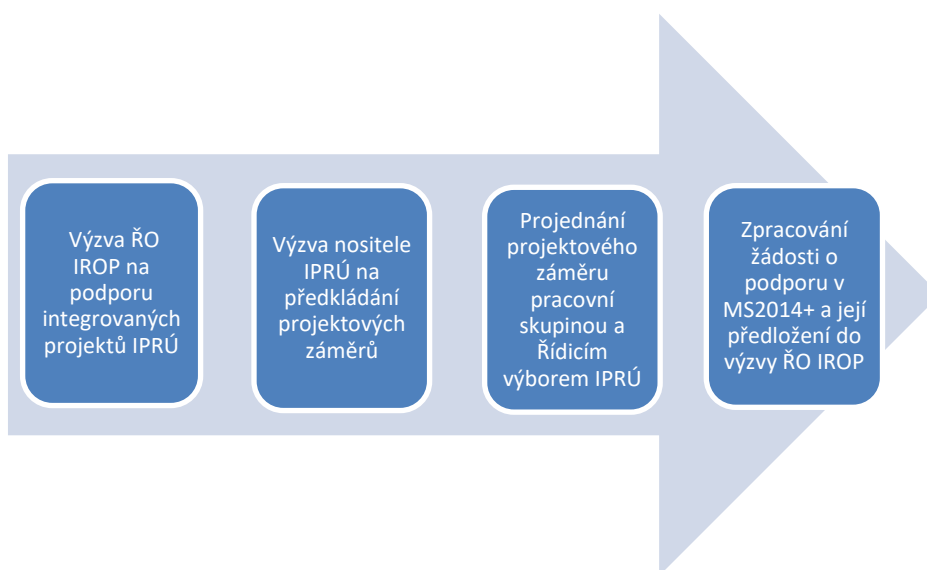 Výzva ŘO
IROP na
podporu
integrovaných
projektů IPRÚ
Výzva nositele
IPRÚ na
předkládání
projektových
záměrů
Projednání
projektového
záměru
pracovní
skupinou a
Řídicím
výborem IPRÚ
Zpracování
žádosti o
podporu v
MS2014+ a její
předložení do
výzvy ŘO IROP